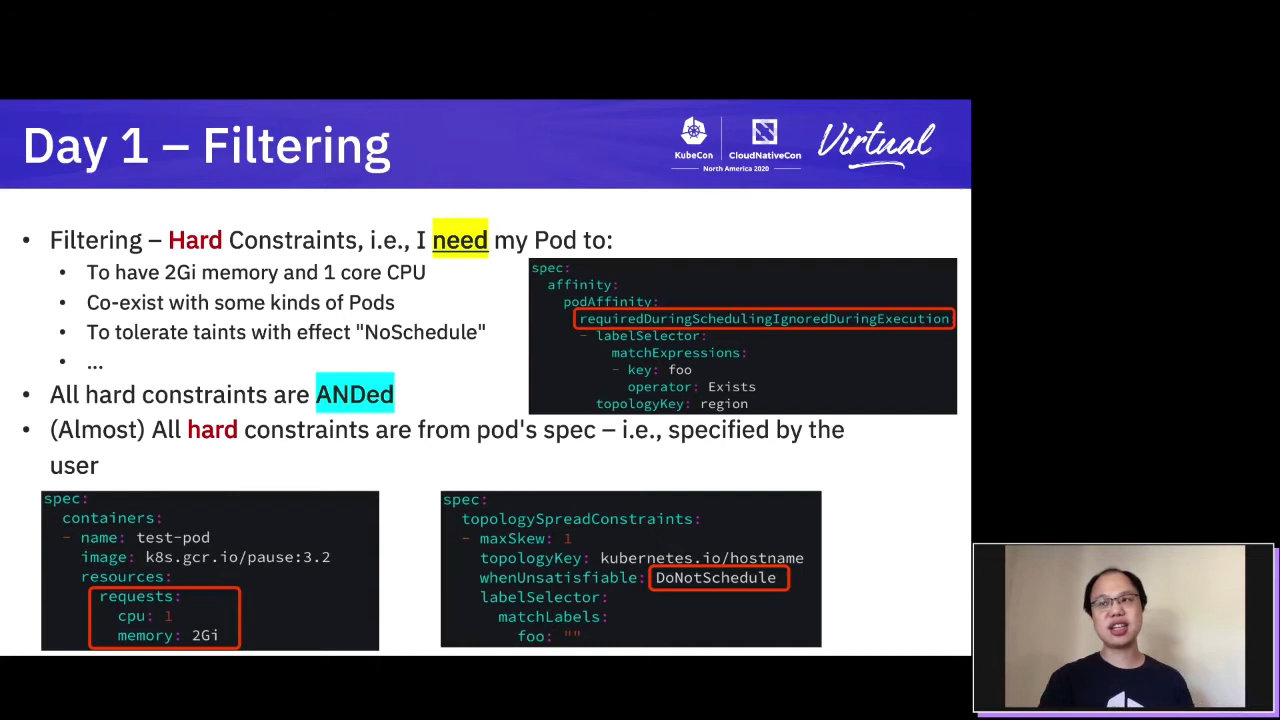 Day 1 – Filtering
KubeCon
CloudNativeCon
North America 2020
Virtual
• Filtering – Hard Constraints, i.e., I need my Pod to:
• To have 2Gi memory and 1 core CPU
• Co-exist with some kinds of Pods
• To tolerate taints with effect "NoSchedule"
• ...
spec:
affinity:
podAffinity:
requiredDuringSchedulingIgnoredDuringExecution
- labelSelector:
matchExpressions:
- key: foo
operator: Exists
topologyKey: region
• All hard constraints are ANDed
• (Almost) All hard constraints are from pod's spec – i.e., specified by the
user
spec:
containers:
- name: test-pod
image: k8s.gcr.io/pause:3.2
resources:
requests:
cpu: 1
memory: 2Gi
spec:
topologySpreadConstraints:
- maxSkew: 1
topologyKey: kubernetes.io/hostname
whenUnsatisfiable: DoNotSchedule
labelSelector:
matchLabels:
foo: ""